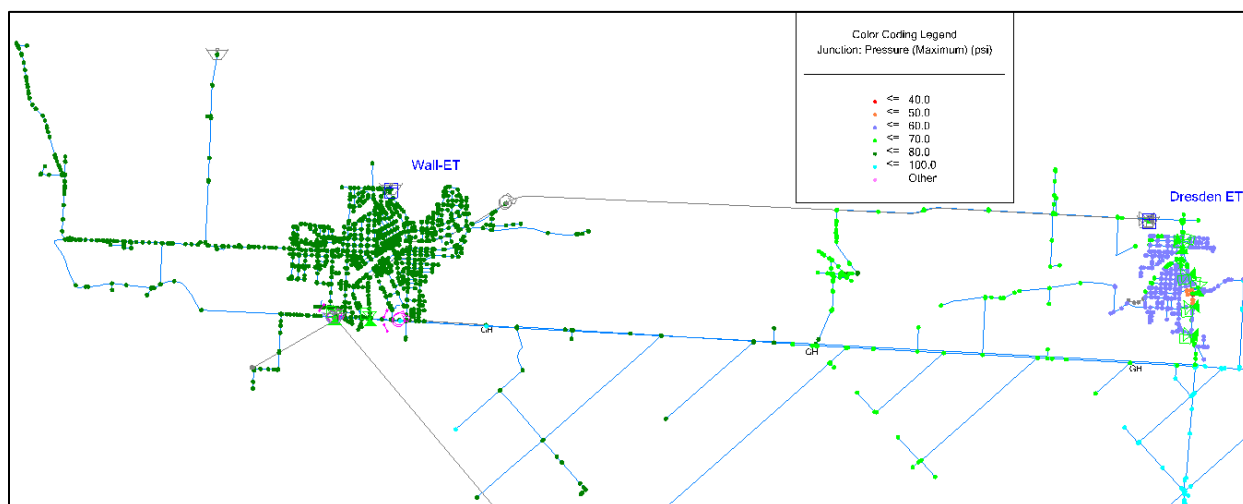 Color Coding Legend
Junction: Pressure (Maximum) (psi)
<= 40.0
<= 50.0
<= 60.0
<= 70.0
<= 80.0
<= 100.0
Other
Wall-ET
Dresden ET
GH
GH
GH